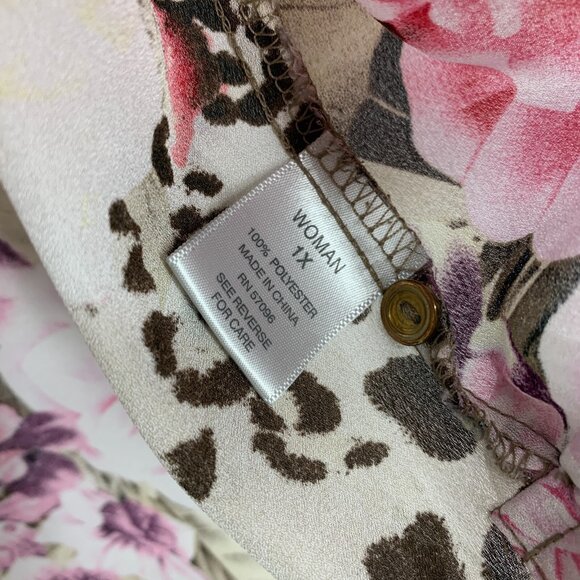 WOMAN
1X
100% POLYESTER
MADE IN CHINA
RN 57096
SEE REVERSE
FOR CARE